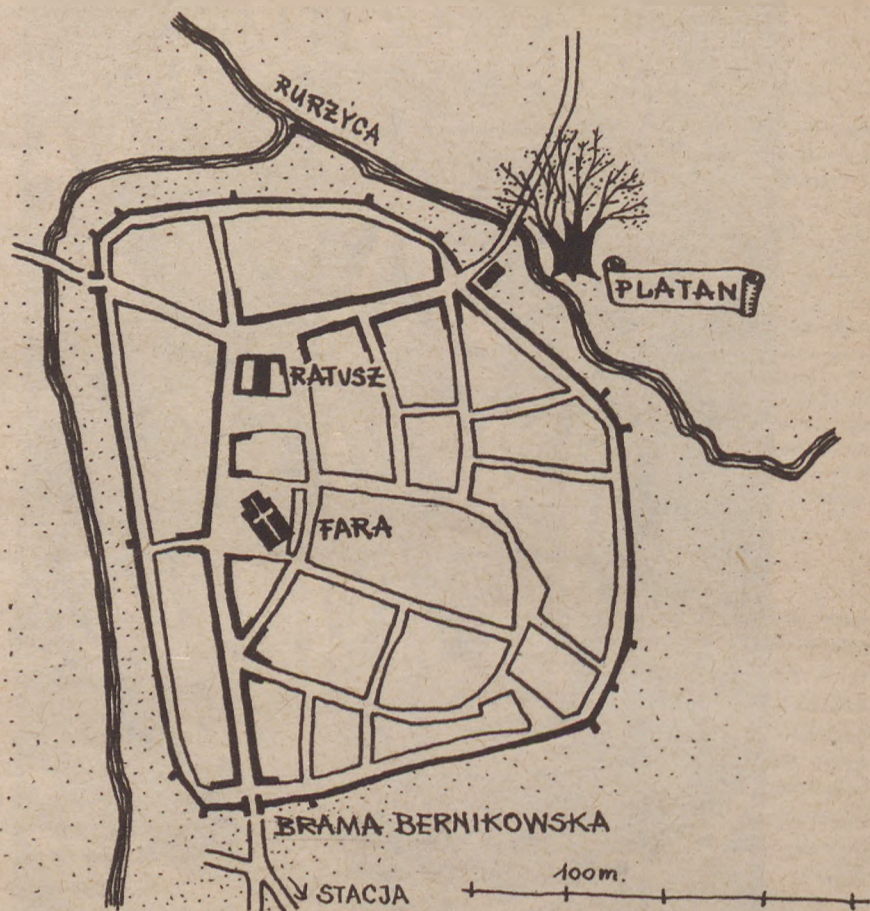 RURZYCA
PLATAN
RATUSZ
FARA
BRAMA BERNIKOWSKA
STACJA
100m.